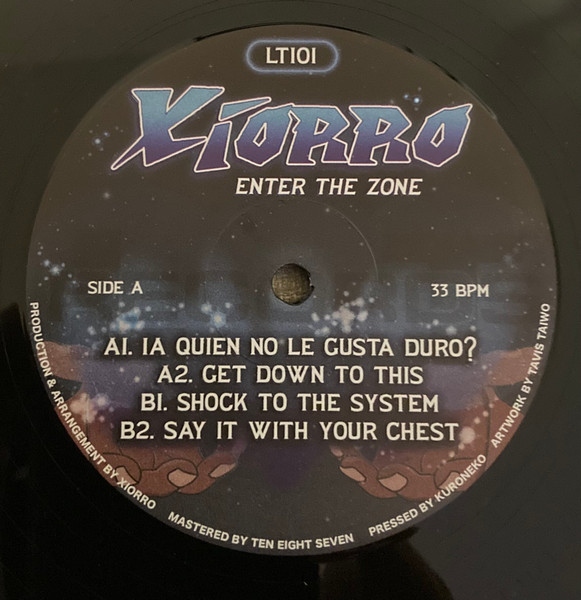 LT101
XÍORRO
ENTER THE ZONE
SIDE A
33 BPM
A1. ¡A QUIEN NO LE GUSTA DURO?
A2. GET DOWN TO THIS
B1. SHOCK TO THE SYSTEM
B2. SAY IT WITH YOUR CHEST
PRODUCTION & ARRANGEMENT BY XIORRO
MASTERED BY TEN EIGHT SEVEN
PRESSED BY KURONEKO
ARTWORK BY TAVIS TAIWO